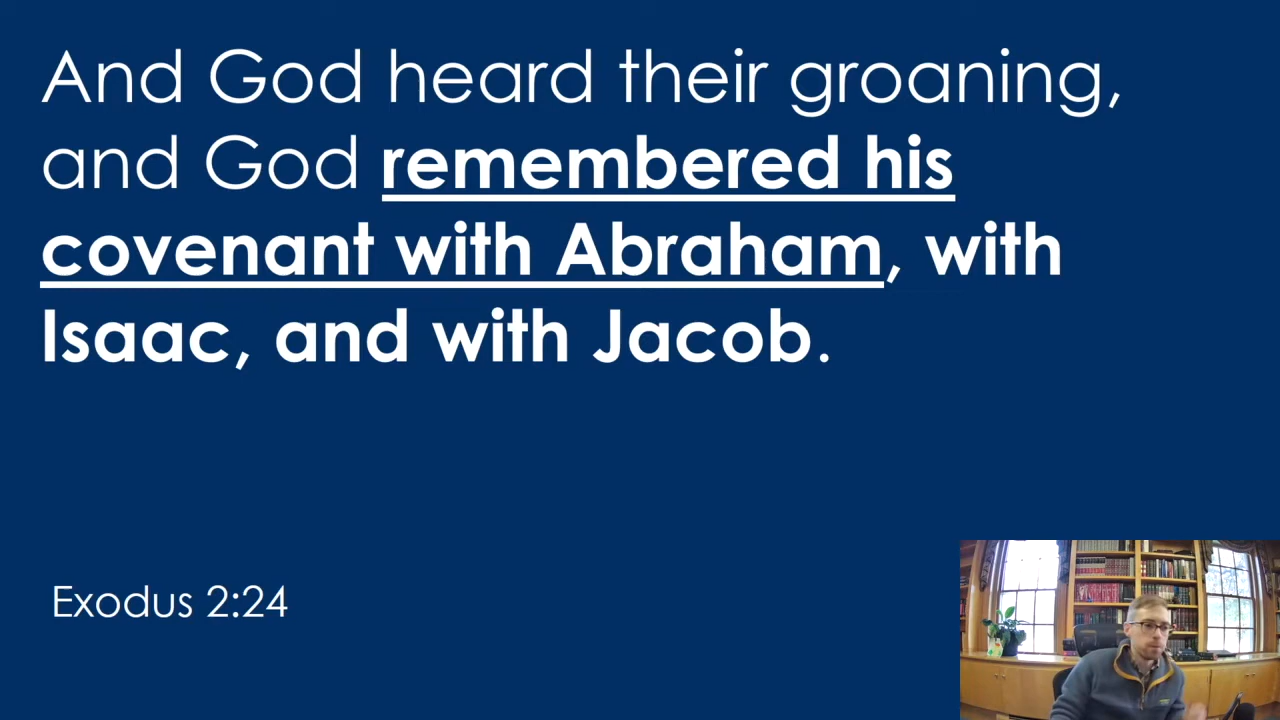 And God heard their groaning,
and God remembered his
covenant with Abraham, with
Isaac, and with Jacob.
Exodus 2:24